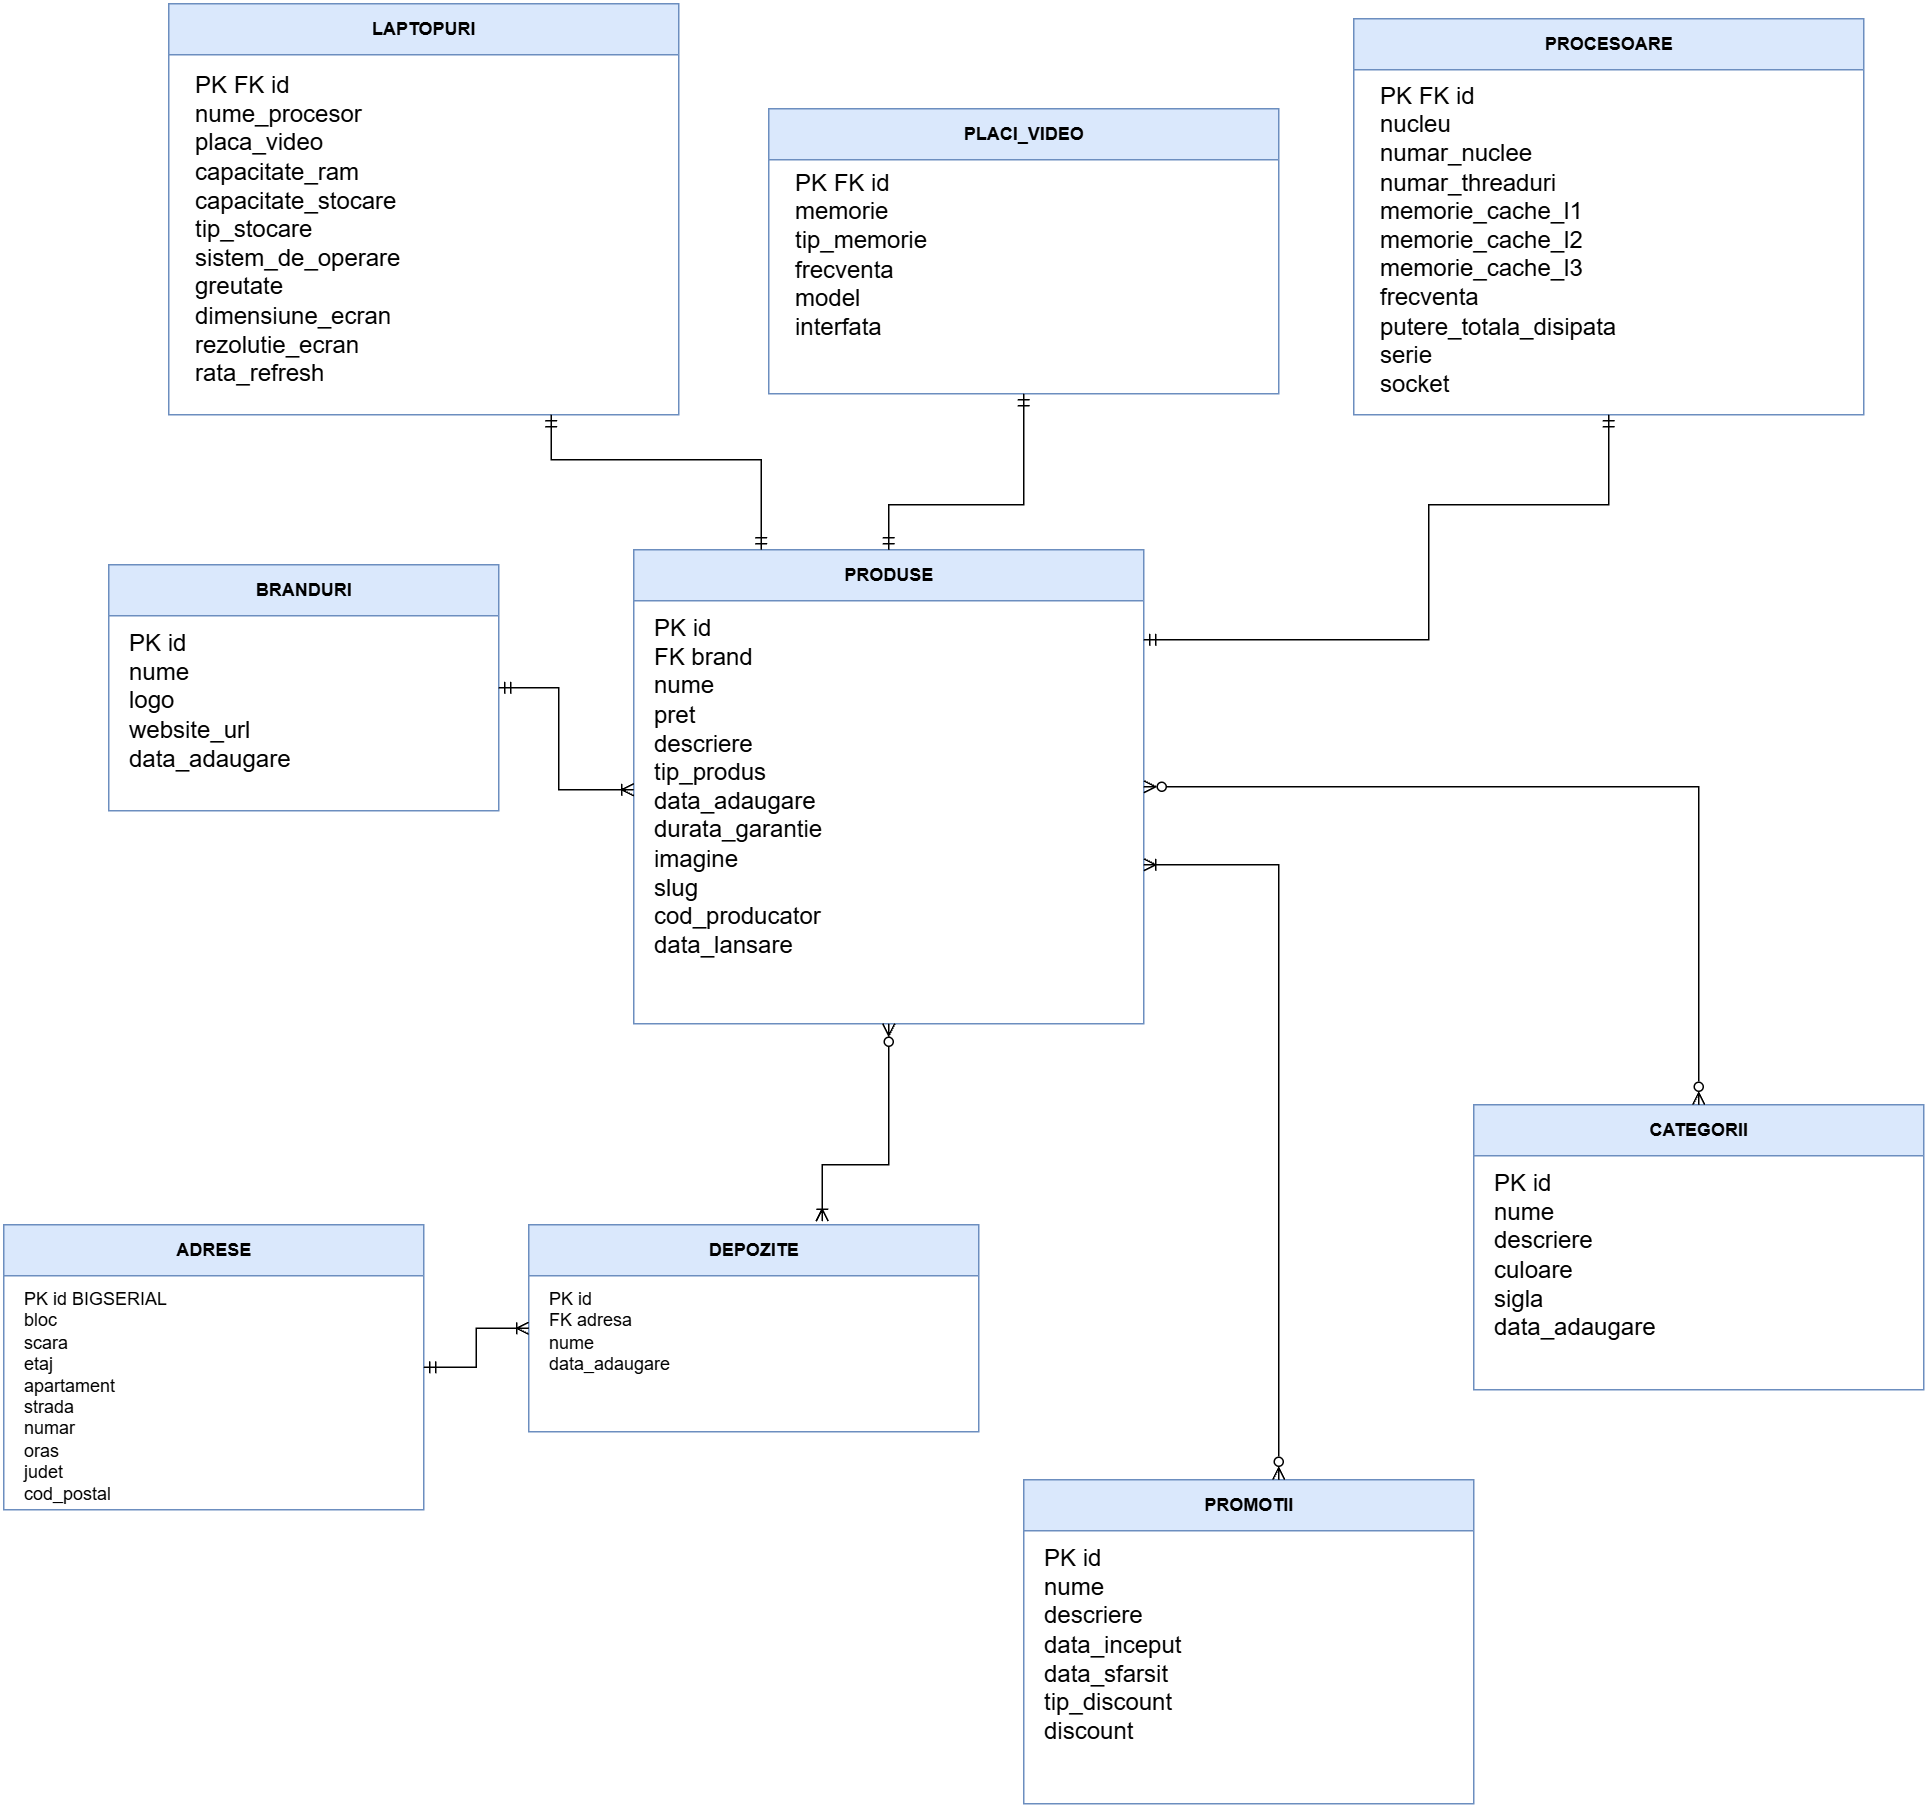 LAPTOPURI
PK FK id
nume_procesor
placa_video
capacitate_ram
capacitate_stocare
tip_stocare
sistem_de_operare
greutate
dimensiune_ecran
rezolutie_ecran
rata_refresh
PLACI_VIDEO
PK FK id
memorie
tip_memorie
frecventa
model
interfata
PROCESOARE
PK FK id
nucleu
numar_nuclee
numar_threaduri
memorie_cache_l1
memorie_cache_l2
memorie_cache_l3
frecventa
putere_totala_disipata
serie
socket
BRANDURI
PK id
nume
logo
website_url
data_adaugare
PRODUSE
PK id
FK brand
nume
pret
descriere
tip_produs
data_adaugare
durata_garantie
imagine
slug
cod_producator
data_lansare
CATEGORII
PK id
nume
descriere
culoare
sigla
data_adaugare
ADRESE
PK id BIGSERIAL
bloc
scara
etaj
apartament
strada
numar
oras
judet
cod_postal
DEPOZITE
PK id
FK adresa
nume
data_adaugare
PROMOTII
PK id
nume
descriere
data_inceput
data_sfarsit
tip_discount
discount